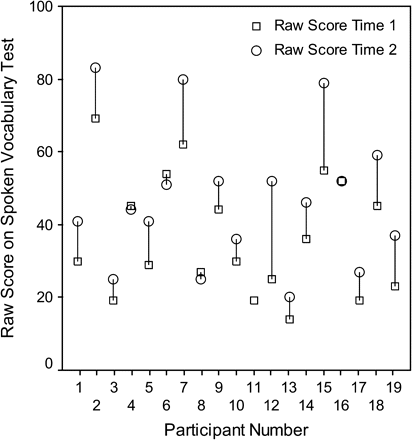 100
Raw Score Time 1
Raw Score Time 2
80
60
40
20
0
Raw Score on Spoken Vocabulary Test
1 3 5 7 9 11 13 15 17 19
2 4 6 8 10 12 14 16 18
Participant Number